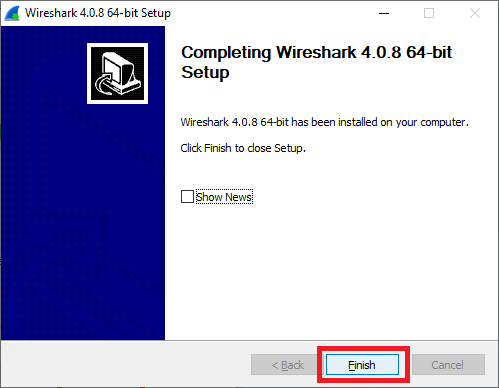 Wireshark 4.0.8 64-bit Setup
Completing Wireshark 4.0.8 64-bit
Setup
Wireshark 4.0.8 64-bit has been installed on your computer.
Click Finish to close Setup.
Show News
< Back Finish Cancel